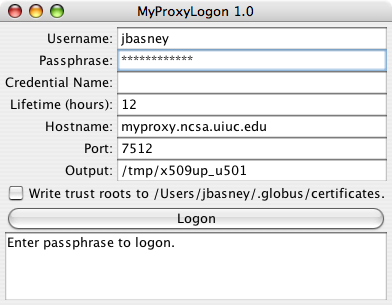 MyProxyLogon 1.0
Username: jbasney
Passphrase: ************
Credential Name:
Lifetime (hours): 12
Hostname: myproxy.ncsa.uiuc.edu
Port: 7512
Output: /tmp/x509up_u501
Write trust roots to /Users/jbasney/.globus/certificates.
Logon
Enter passphrase to logon.